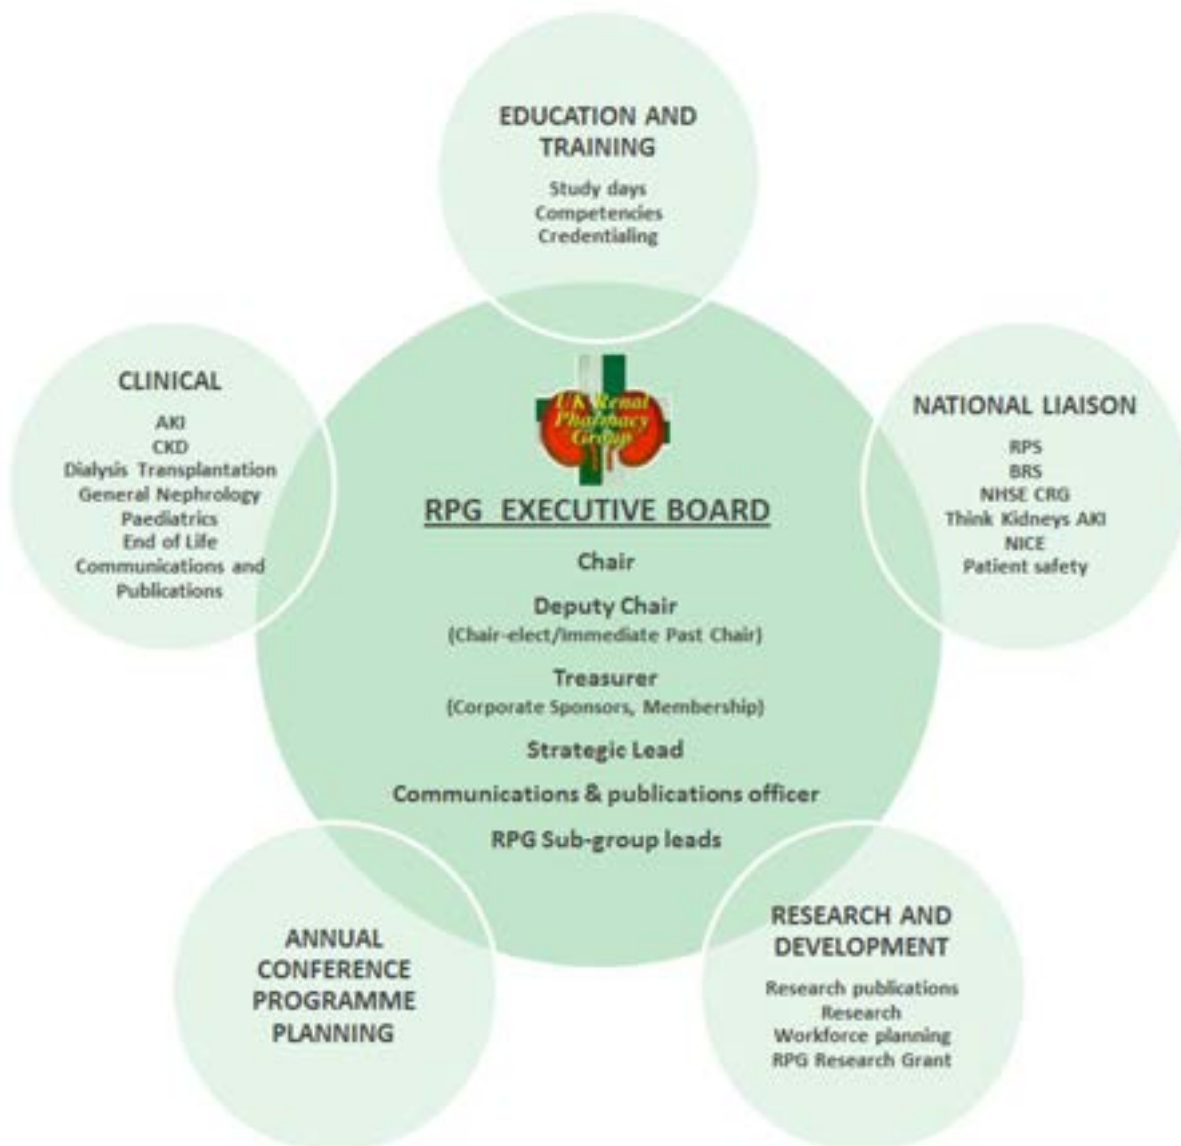 EDUCATION AND
TRAINING
Study days
Competencies
Credentialing
CLINICAL
AKI
CKD
Dialysis Transplantation
General Nephrology
Paediatrics
End of Life
Communications and
Publications
UK Renal
Pharmacy
Group
RPG EXECUTIVE BOARD
Chair
Deputy Chair
(Chair-elect/Immediate Past Chair)
Treasurer
(Corporate Sponsors, Membership)
Strategic Lead
Communications & publications officer
RPG Sub-group leads
NATIONAL LIAISON
RPS
BRS
NHSE CRG
Think Kidneys AKI
NICE
Patient safety
ANNUAL
CONFERENCE
PROGRAMME
PLANNING
RESEARCH AND
DEVELOPMENT
Research publications
Research
Workforce planning
RPG Research Grant